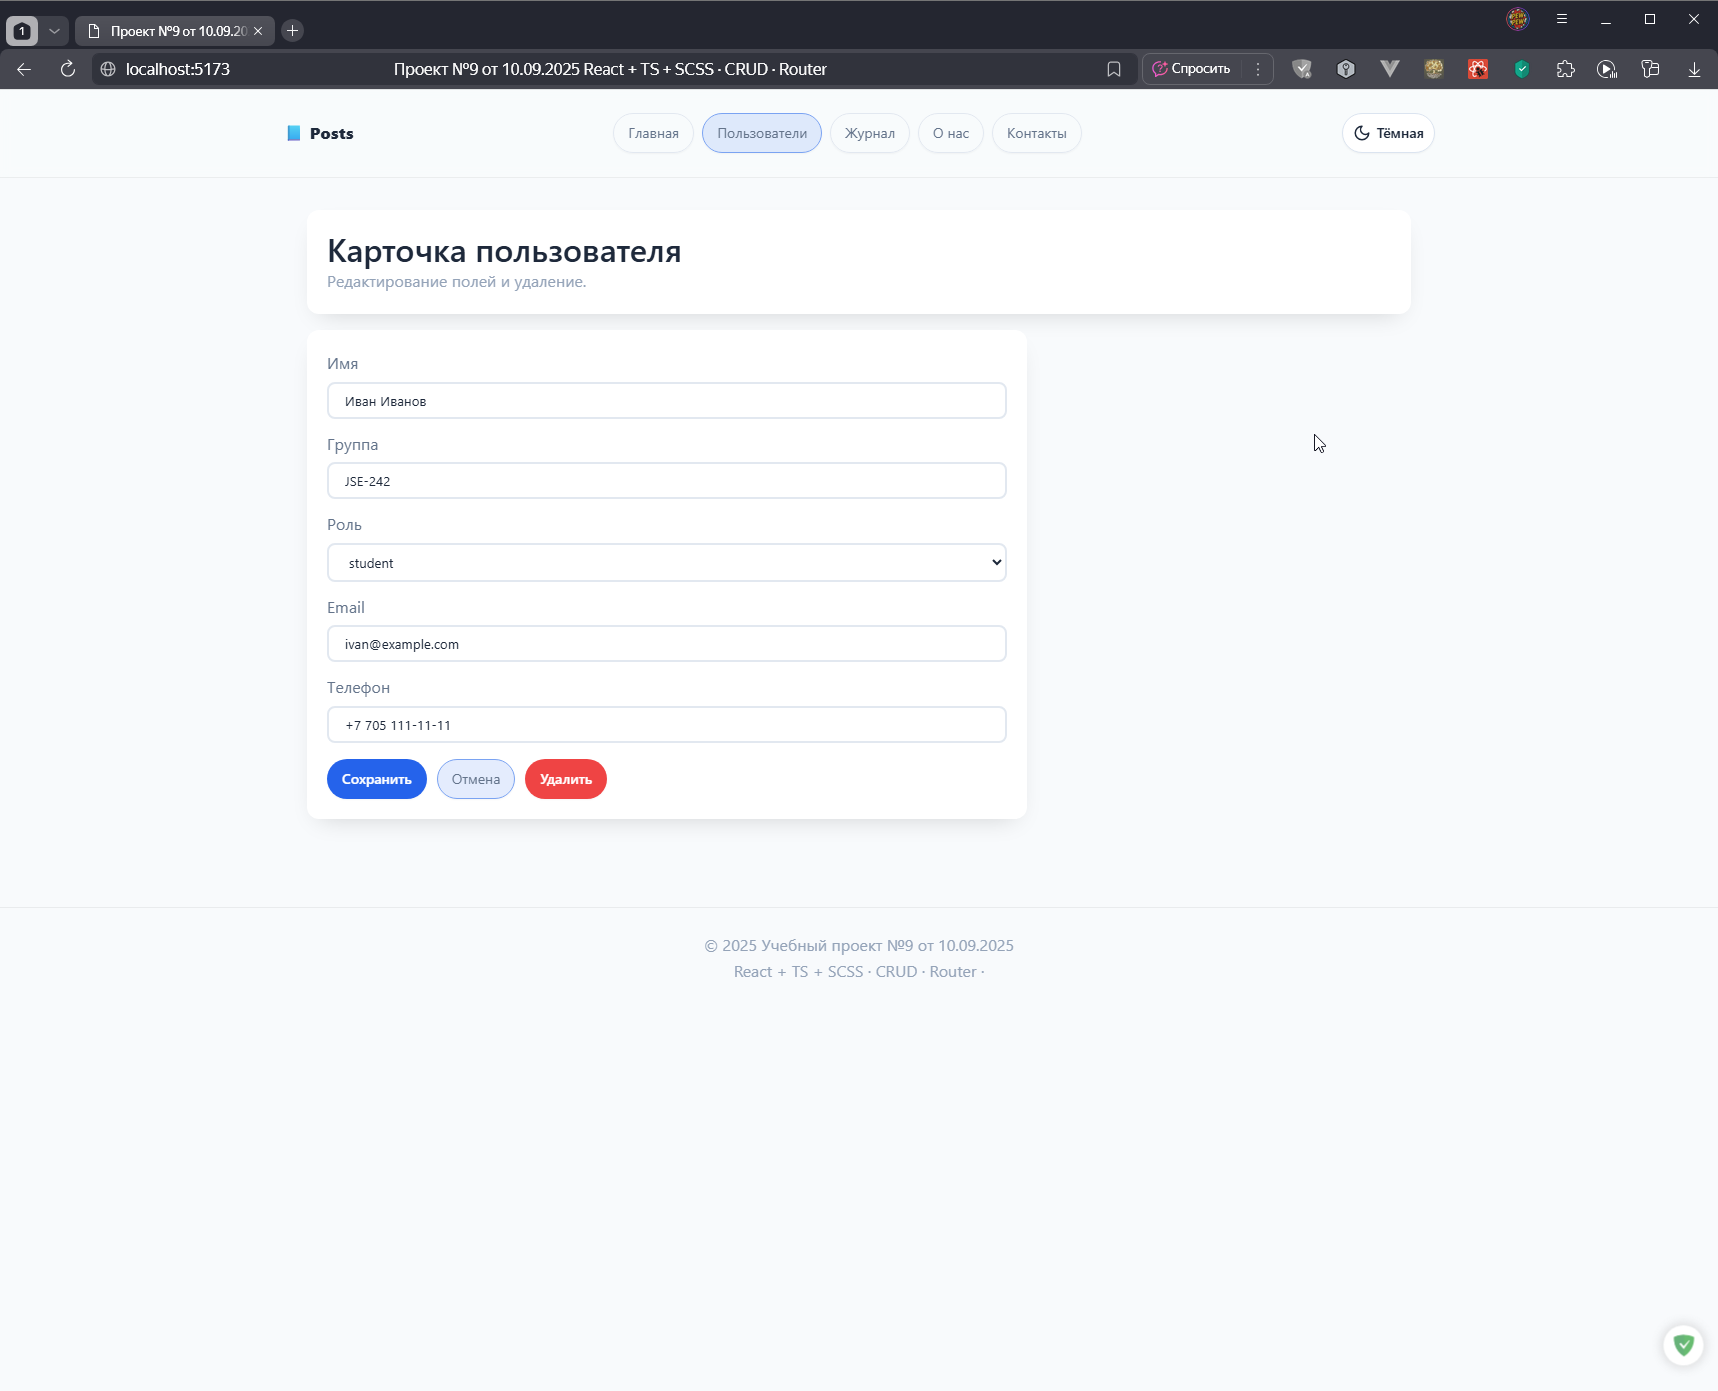 1
Проект №9 от 10.09.20
localhost:5173
Проект №9 от 10.09.2025 React + TS + SCSS · CRUD · Router
Спросить
Posts
Главная
Пользователи
Журнал
О нас
Контакты
Тёмная
Карточка пользователя
Редактирование полей и удаление.
Имя
Иван Иванов
Группа
JSE-242
Роль
student
Email
ivan@example.com
Телефон
+7 705 111-11-11
Сохранить
Отмена
Удалить
© 2025 Учебный проект №9 от 10.09.2025
React + TS + SCSS · CRUD · Router ·